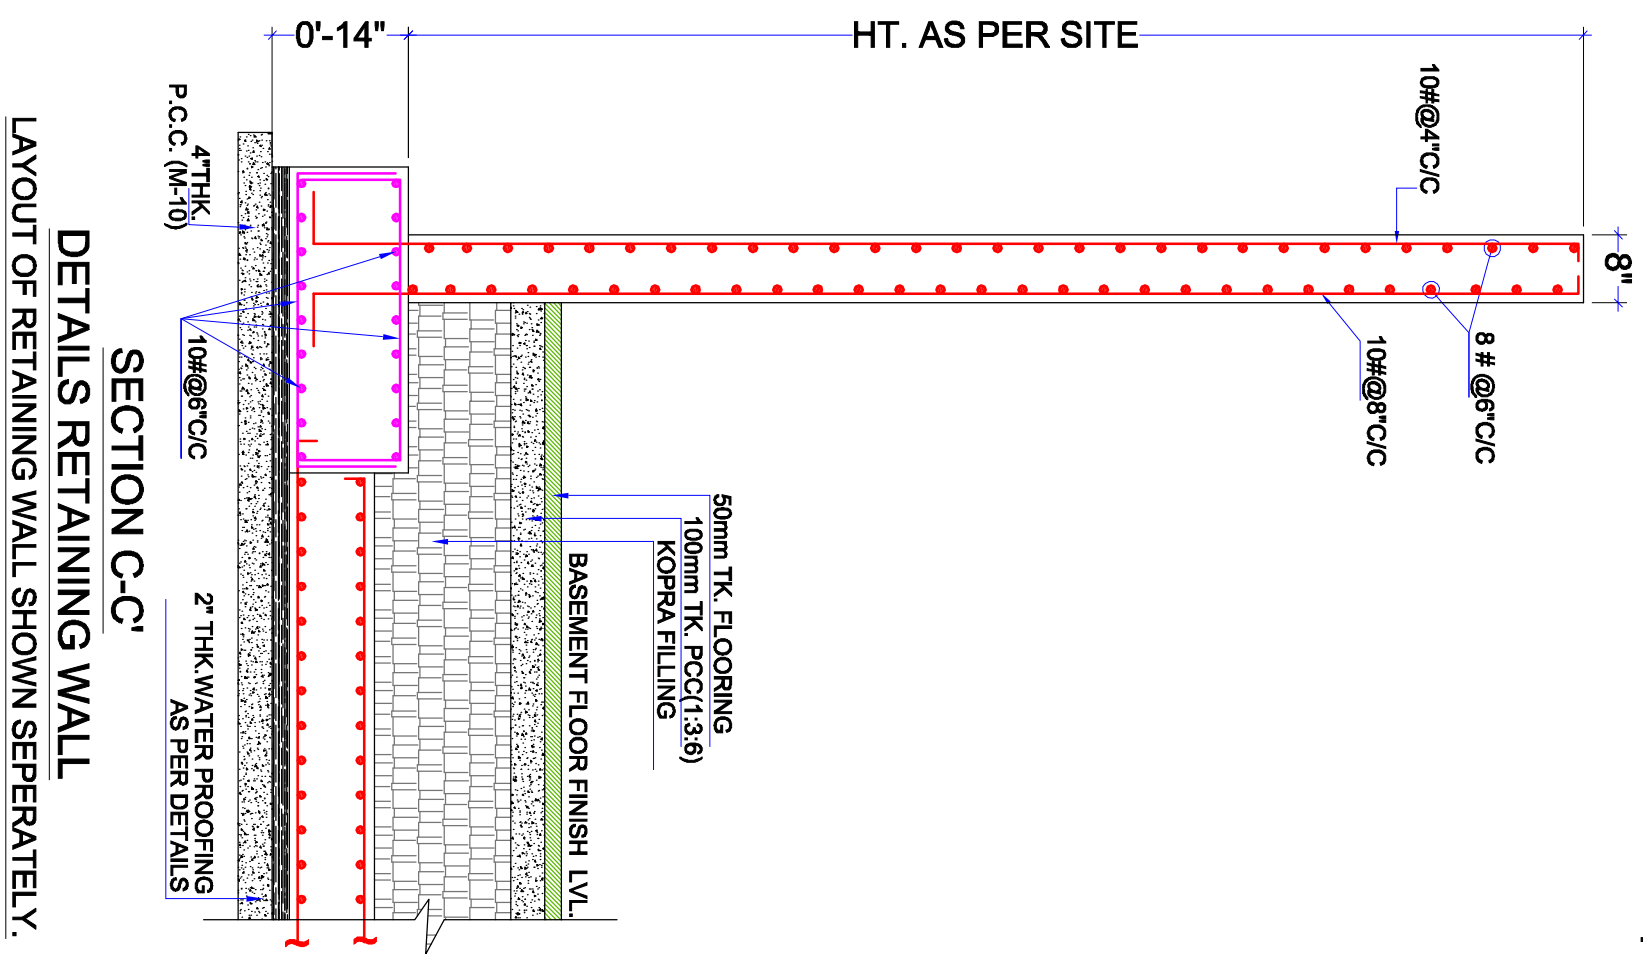 0'-14"
HT. AS PER SITE
8"
10#@4"C/C
8 # @6"C/C
10#@8"C/C
50mm TK. FLOORING
100mm TK. PCC(1:3:6)
KOPRA FILLING
BASEMENT FLOOR FINISH LVL.
4"THK.
P.C.C. (M-10)
10#@6"C/C
2" THK.WATER PROOFING
AS PER DETAILS
SECTION C-C'
DETAILS RETAINING WALL
LAYOUT OF RETAINING WALL SHOWN SEPERATELY.